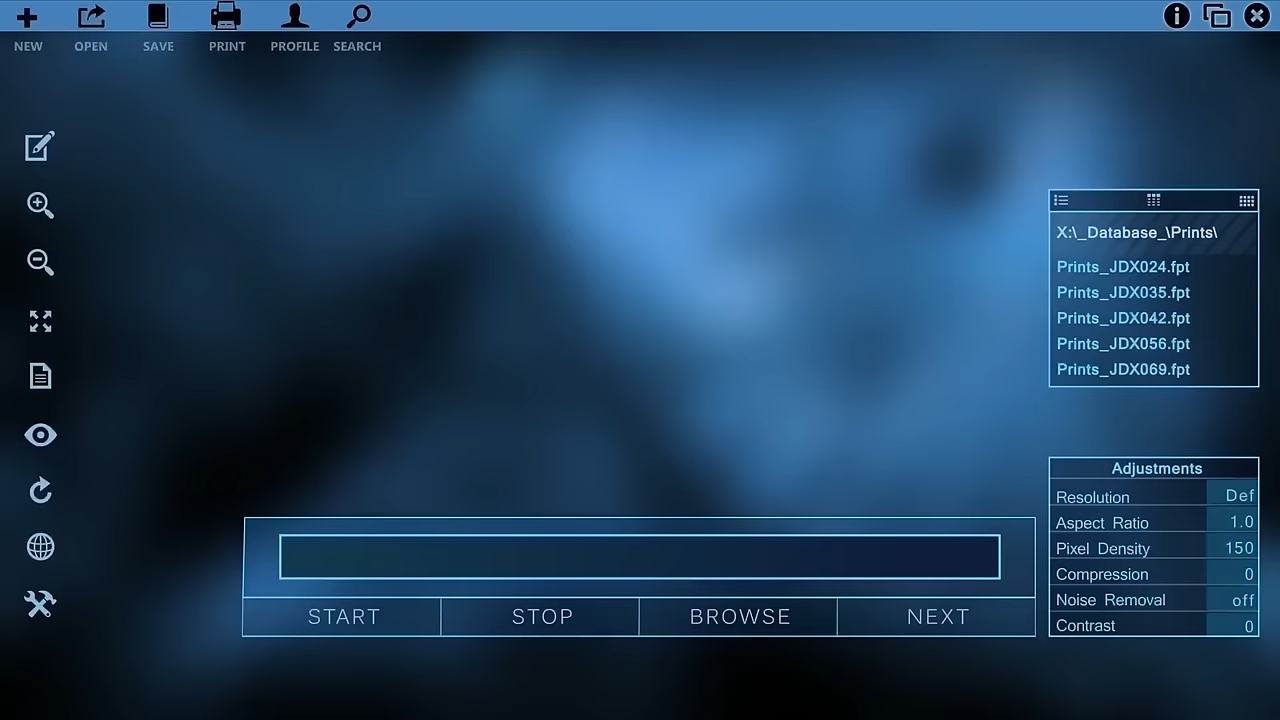 NEW OPEN SAVE PRINT PROFILE SEARCH
X:\_Database_\Prints\
Prints_JDX024.fpt
Prints_JDX035.fpt
Prints_JDX042.fpt
Prints_JDX056.fpt
Prints_JDX069.fpt
Adjustments
Resolution Def
Aspect Ratio 1.0
Pixel Density 150
Compression 0
Noise Removal off
Contrast 0
START STOP BROWSE NEXT